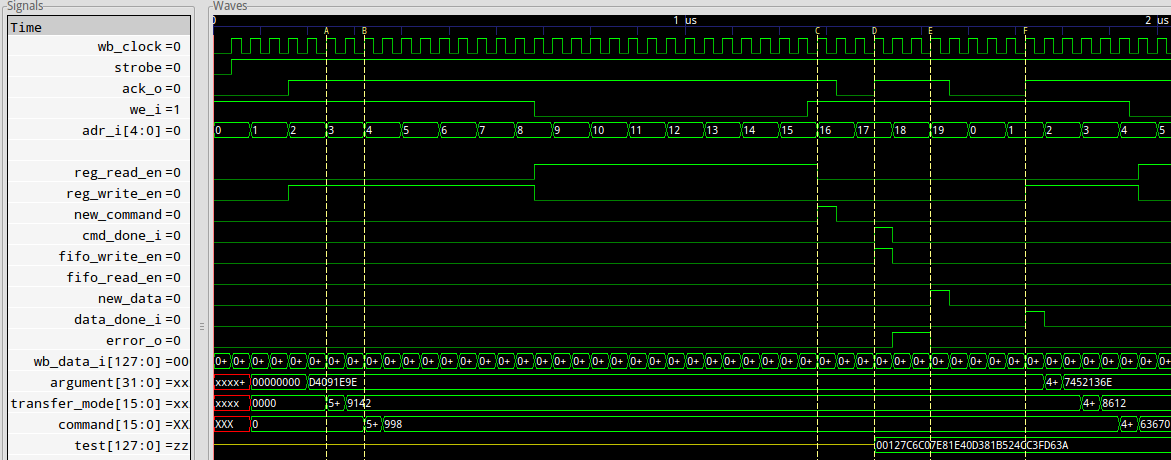 Signals
Waves
Time
0
1 us
2 us
A
B
C
D
E
F
wb_clock =0
strobe =0
ack_o =0
we_i =1
adr_i[4:0] =0
0 1 2 3 4 5 6 7 8 9 10 11 12 13 14 15 16 17 18 19 0 1 2 3 4 5
reg_read_en =0
reg_write_en =0
new_command =0
cmd_done_i =0
fifo_write_en =0
fifo_read_en =0
new_data =0
data_done_i =0
error_o =0
wb_data_i[127:0] =00
0+ 0+ 0+ 0+ 0+ 0+ 0+ 0+ 0+ 0+ 0+ 0+ 0+ 0+ 0+ 0+ 0+ 0+ 0+ 0+ 0+ 0+ 0+ 0+ 0+ 0+ 0+ 0+ 0+ 0+ 0+ 0+ 0+ 0+ 0+ 0+ 0+ 0+ 0+ 0+ 0+ 0+ 0+ 0+ 0+ 0+ 0+ 0+ 0+ 0+ 0+
argument[31:0] =xx
xxxx+ 00000000 D4091E9E 4+ 7452136E
transfer_mode[15:0] =xx
xxxx 0000 5+ 9142 4+ 8612
command[15:0] =XX
XXX 0 5+ 998 4+ 63670
test[127:0] =zz
00127C6C07E81E40D381B524CC3FD63A